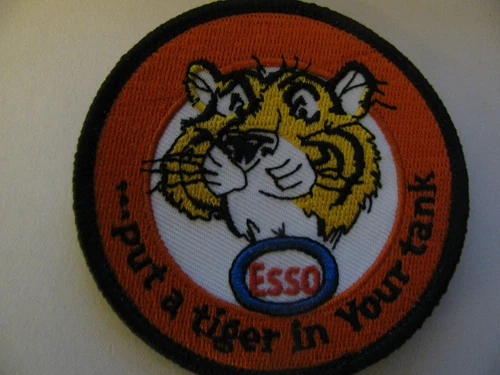 Esso
...put a tiger in Your tank